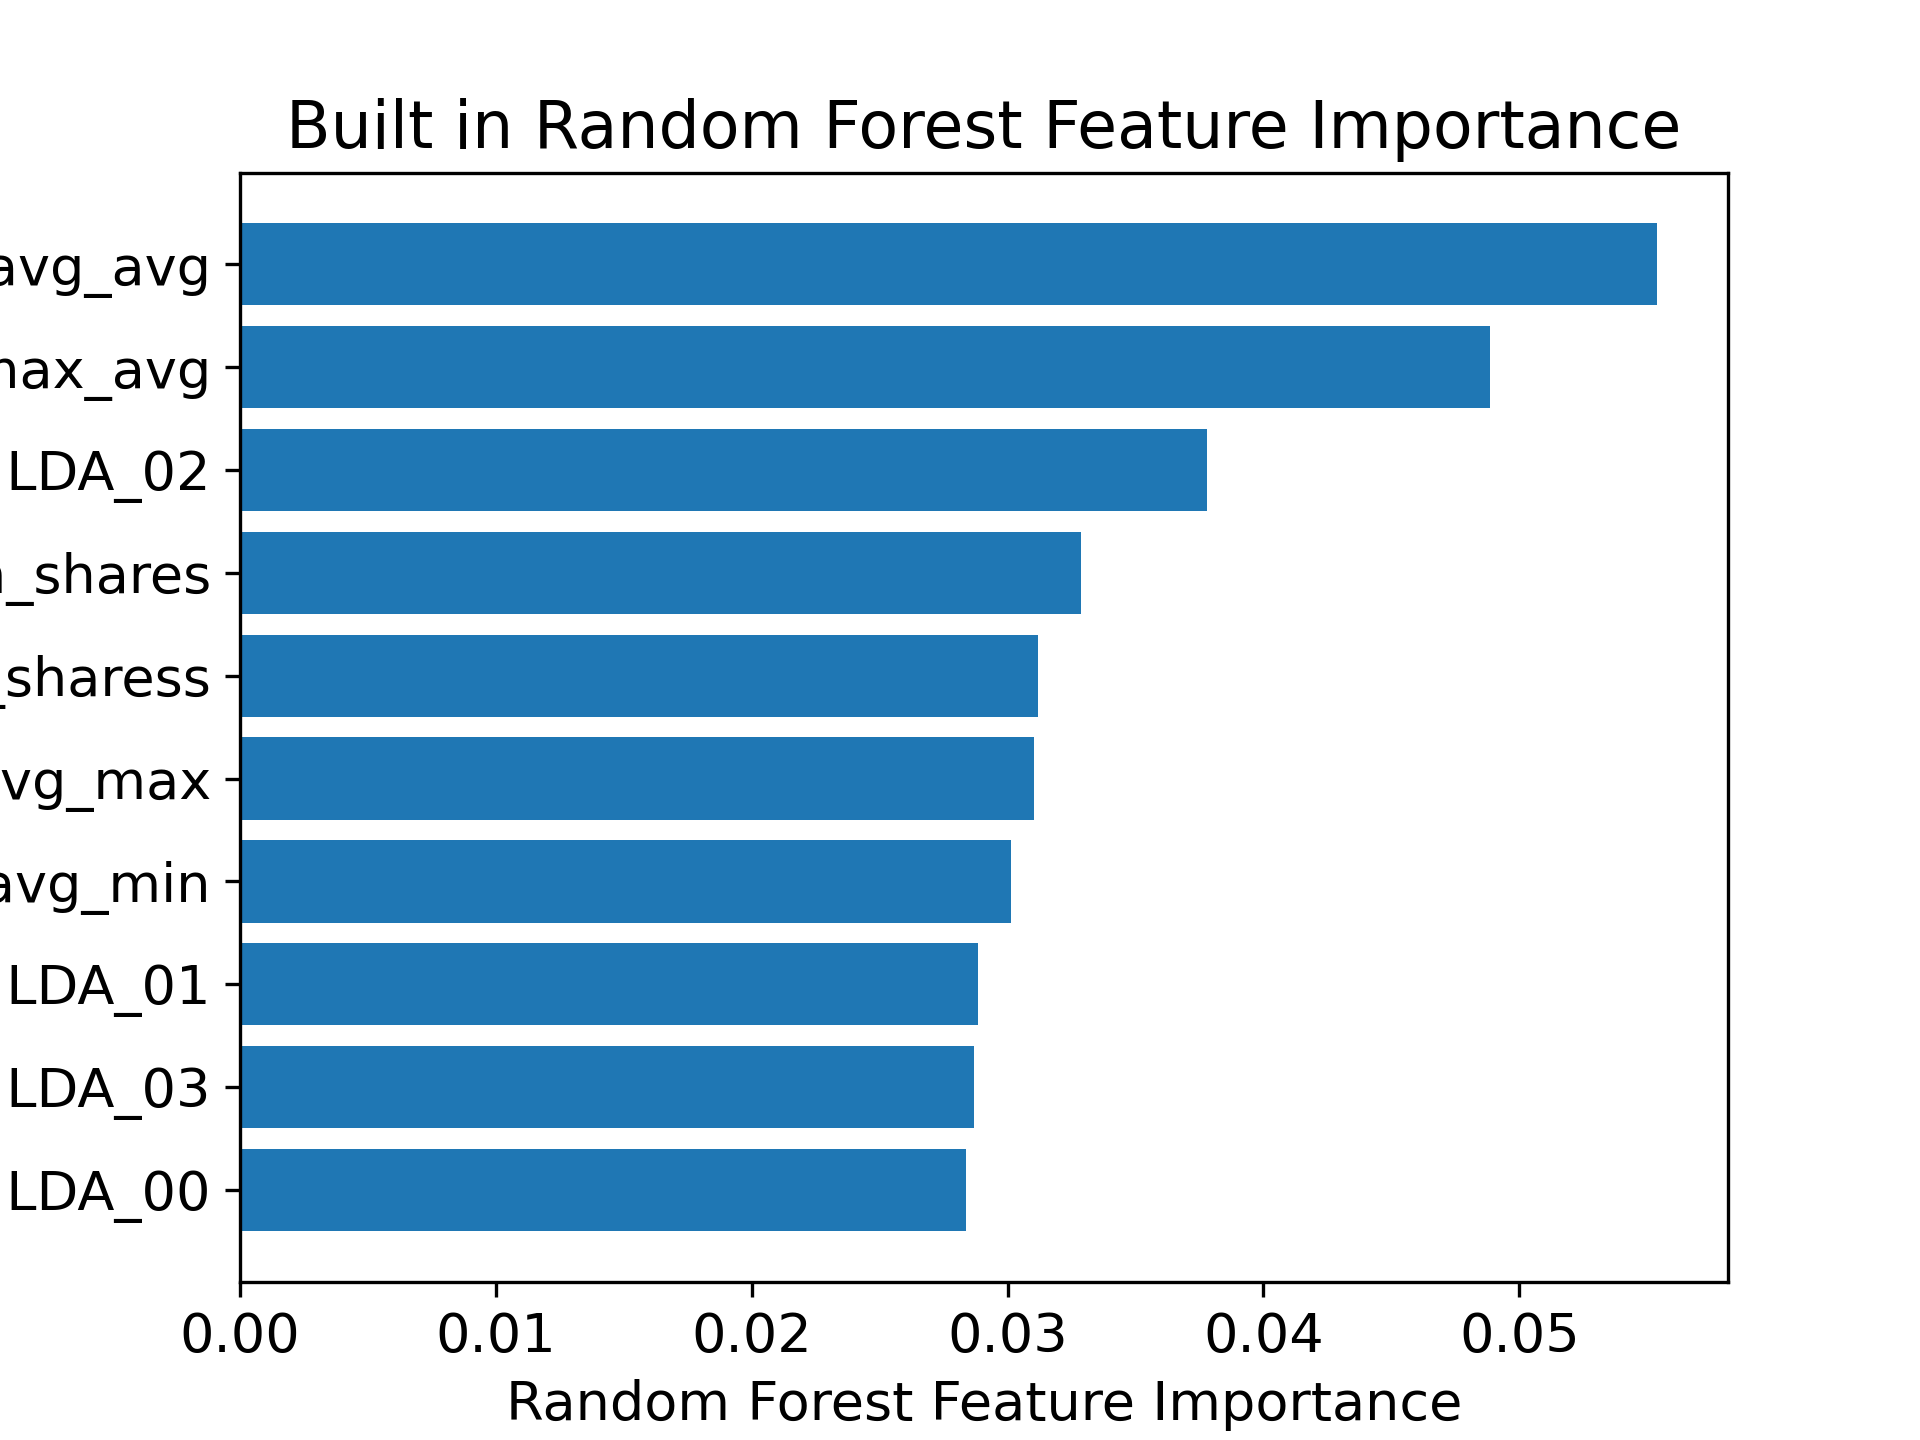 Built in Random Forest Feature Importance
avg_avg
max_avg
LDA_02
_shares
_sharess
vg_max
avg_min
LDA_01
LDA_03
LDA_00
0.00 0.01 0.02 0.03 0.04 0.05
Random Forest Feature Importance